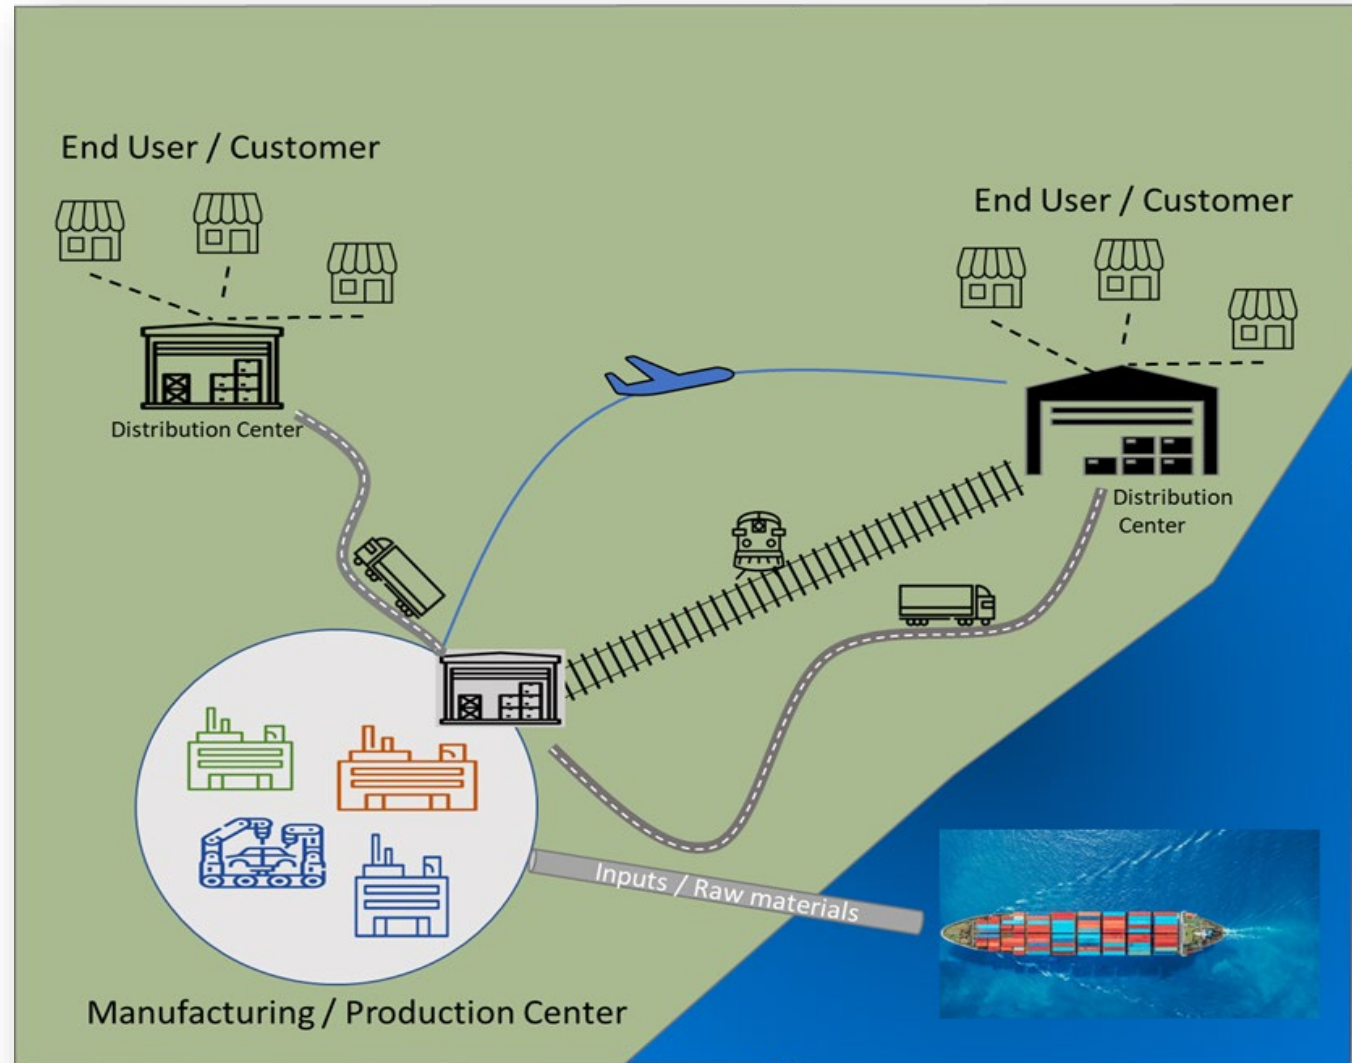 End User / Customer
End User / Customer
Distribution Center
Distribution
Center
Inputs / Raw materials
Manufacturing / Production Center